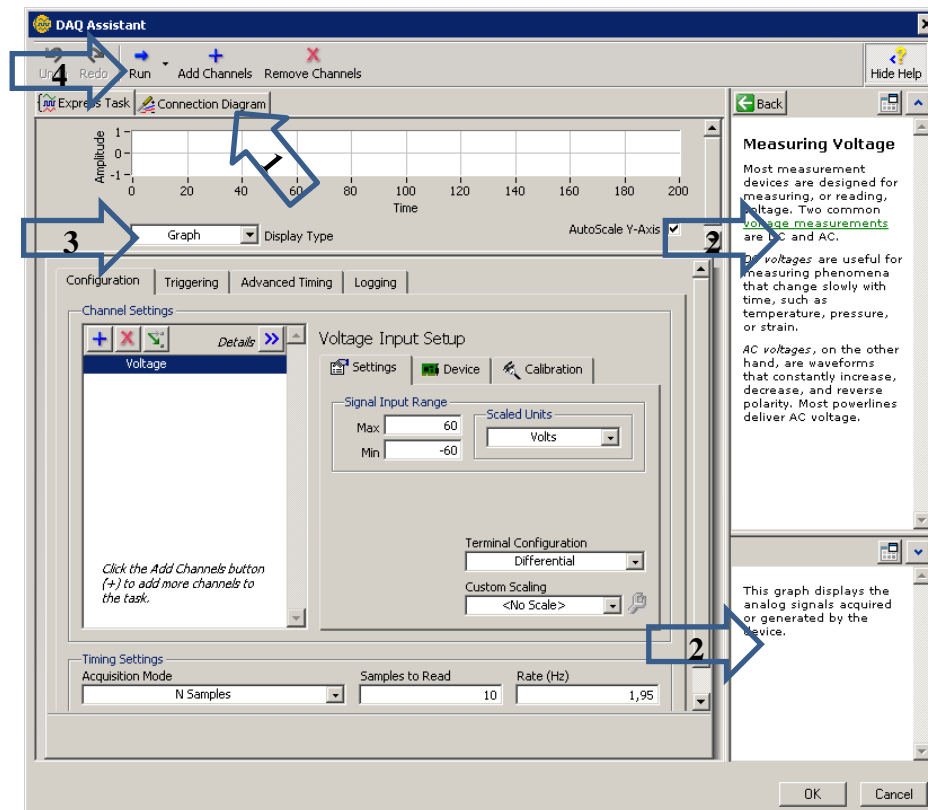 DAQ Assistant
Undo Redo Run Add Channels Remove Channels Hide Help
4
Express Task Connection Diagram Back
1
Amplitude
1
0
-1
0 20 40 60 80 100 120 140 160 180 200
Time
3
Graph Display Type AutoScale Y-Axis
2
Configuration Triggering Advanced Timing Logging
Channel Settings
Details
Voltage
Click the Add Channels button
(+) to add more channels to
the task.
Voltage Input Setup
Settings Device Calibration
Signal Input Range
Max 60
Min -60
Scaled Units
Volts
Terminal Configuration
Differential
Custom Scaling
<No Scale>
Timing Settings
Acquisition Mode Samples to Read Rate (Hz)
N Samples 10 1,95
Measuring Voltage
Most measurement
devices are designed for
measuring, or reading,
voltage. Two common
voltage measurements
are DC and AC.
DC voltages are useful for
measuring phenomena
that change slowly with
time, such as
temperature, pressure,
or strain.
AC voltages, on the other
hand, are waveforms
that constantly increase,
decrease, and reverse
polarity. Most powerlines
deliver AC voltage.
2
This graph displays the
analog signals acquired
or generated by the
device.
OK Cancel